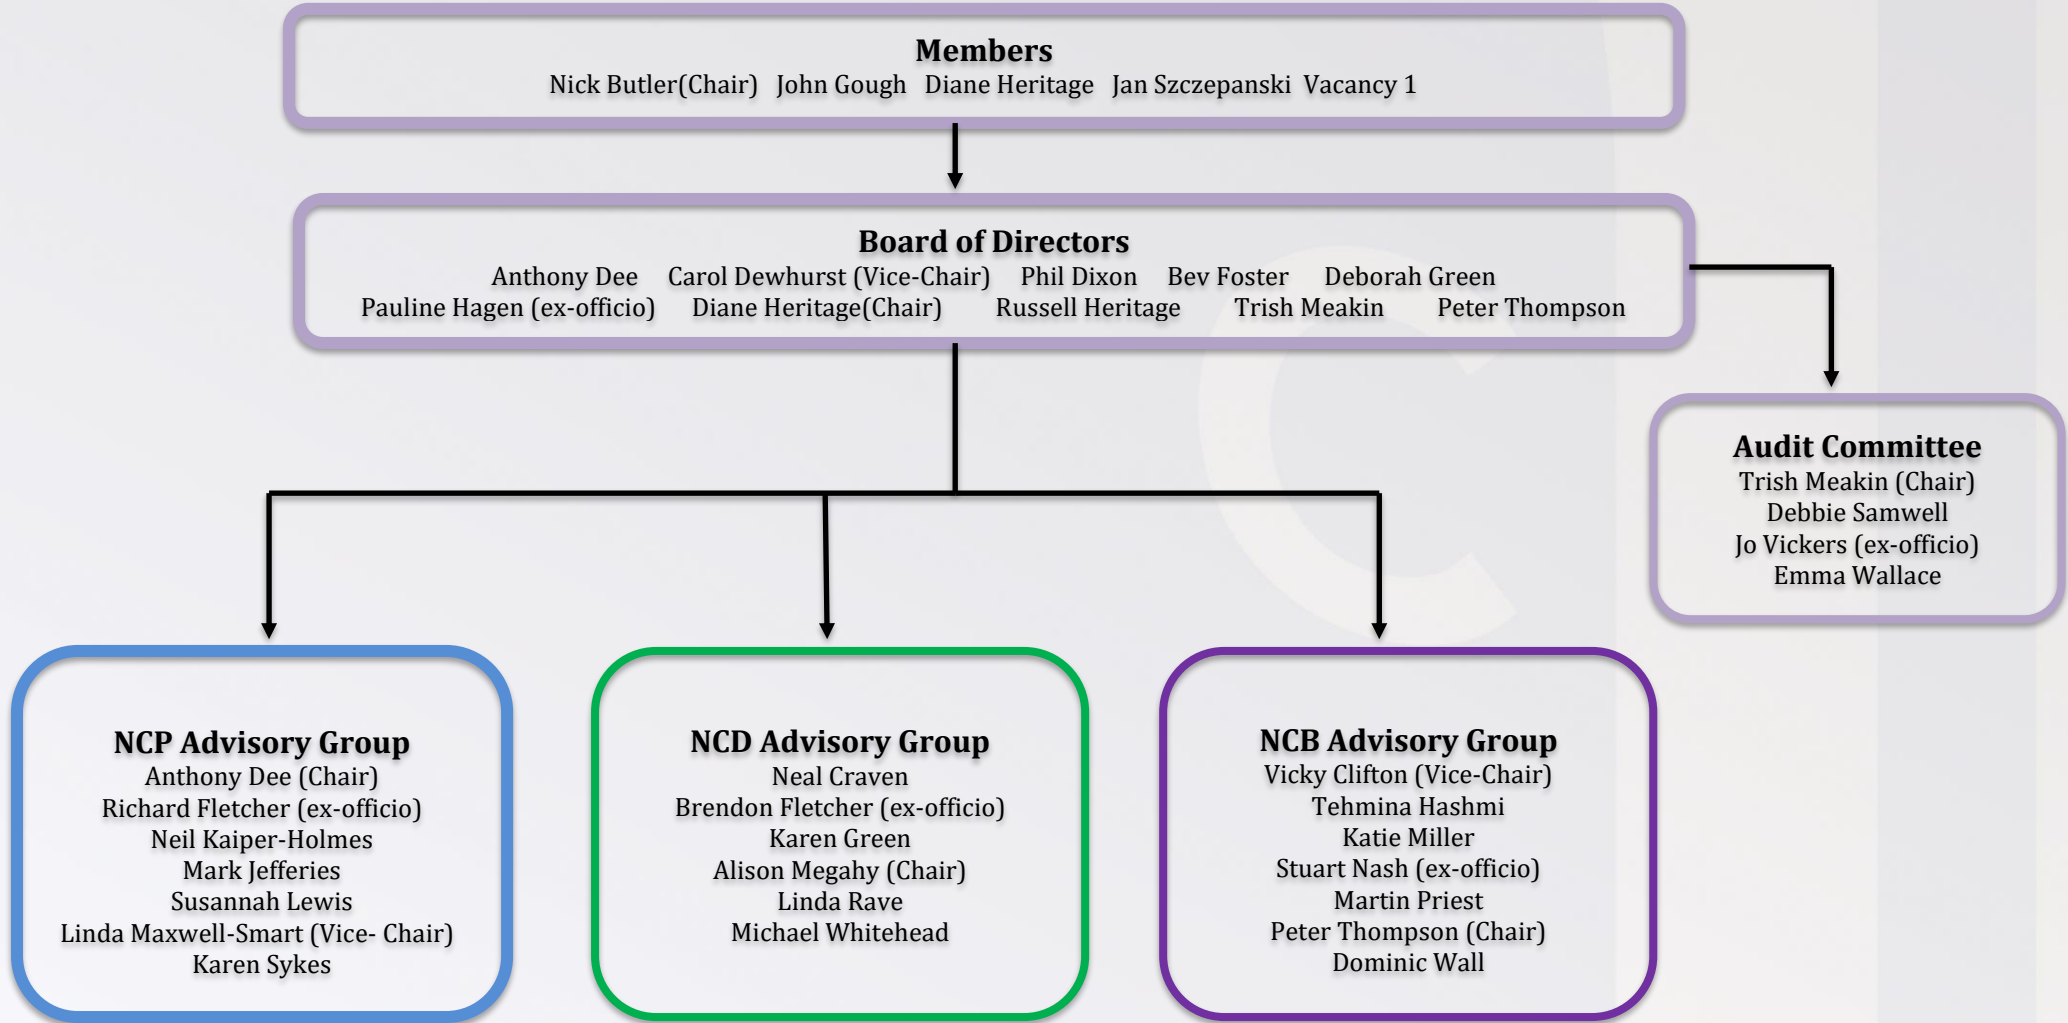 Members
Nick Butler(Chair) John Gough Diane Heritage Jan Szczepanski Vacancy 1
Board of Directors
Anthony Dee Carol Dewhurst (Vice-Chair) Phil Dixon Bev Foster Deborah Green
Pauline Hagen (ex-officio) Diane Heritage(Chair) Russell Heritage Trish Meakin Peter Thompson
Audit Committee
Trish Meakin (Chair)
Debbie Samwell
Jo Vickers (ex-officio)
Emma Wallace
NCP Advisory Group
Anthony Dee (Chair)
Richard Fletcher (ex-officio)
Neil Kaiper-Holmes
Mark Jefferies
Susannah Lewis
Linda Maxwell-Smart (Vice- Chair)
Karen Sykes
NCD Advisory Group
Neal Craven
Brendon Fletcher (ex-officio)
Karen Green
Alison Megahy (Chair)
Linda Rave
Michael Whitehead
NCB Advisory Group
Vicky Clifton (Vice-Chair)
Tehmina Hashmi
Katie Miller
Stuart Nash (ex-officio)
Martin Priest
Peter Thompson (Chair)
Dominic Wall